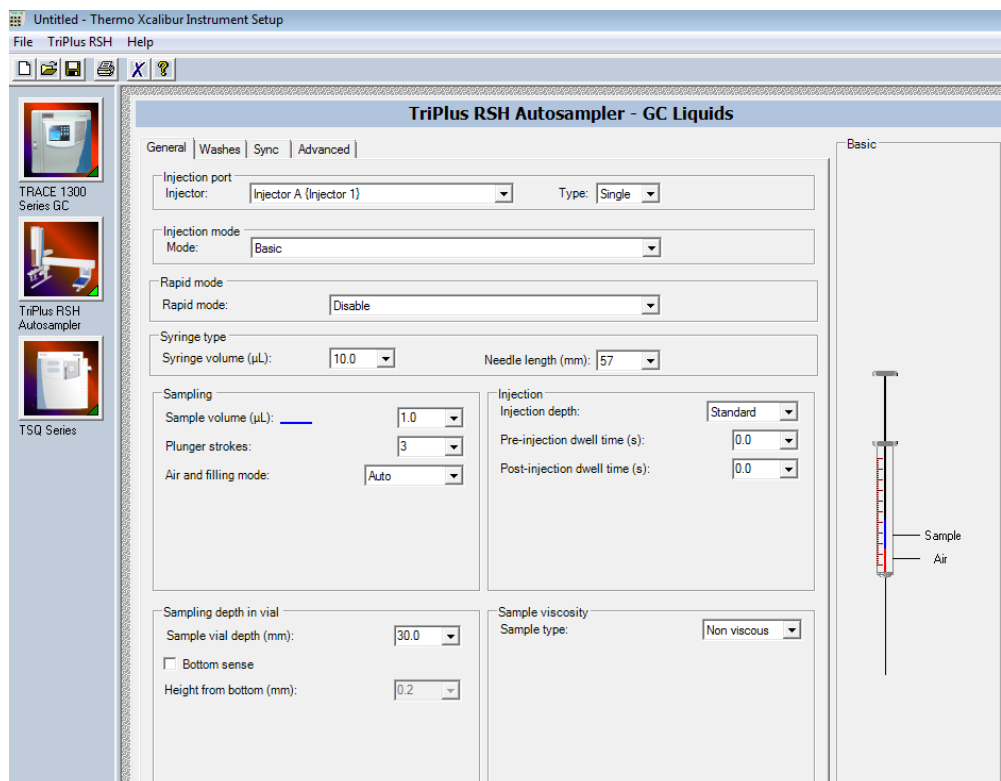 Untitled - Thermo Xcalibur Instrument Setup
File TriPlus RSH Help
TRACE 1300
Series GC
TriPlus RSH
Autosampler
TSQ Series
TriPlus RSH Autosampler - GC Liquids
General Washes Sync Advanced
Injection port
Injector: Injector A {Injector 1} Type: Single
Injection mode
Mode: Basic
Rapid mode
Rapid mode: Disable
Syringe type
Syringe volume (µL): 10.0 Needle length (mm): 57
Sampling
Sample volume (µL): 1.0
Plunger strokes: 3
Air and filling mode: Auto
Injection
Injection depth: Standard
Pre-injection dwell time (s): 0.0
Post-injection dwell time (s): 0.0
Sampling depth in vial
Sample vial depth (mm): 30.0
Bottom sense
Height from bottom (mm): 0.2
Sample viscosity
Sample type: Non viscous
Basic
Sample
Air